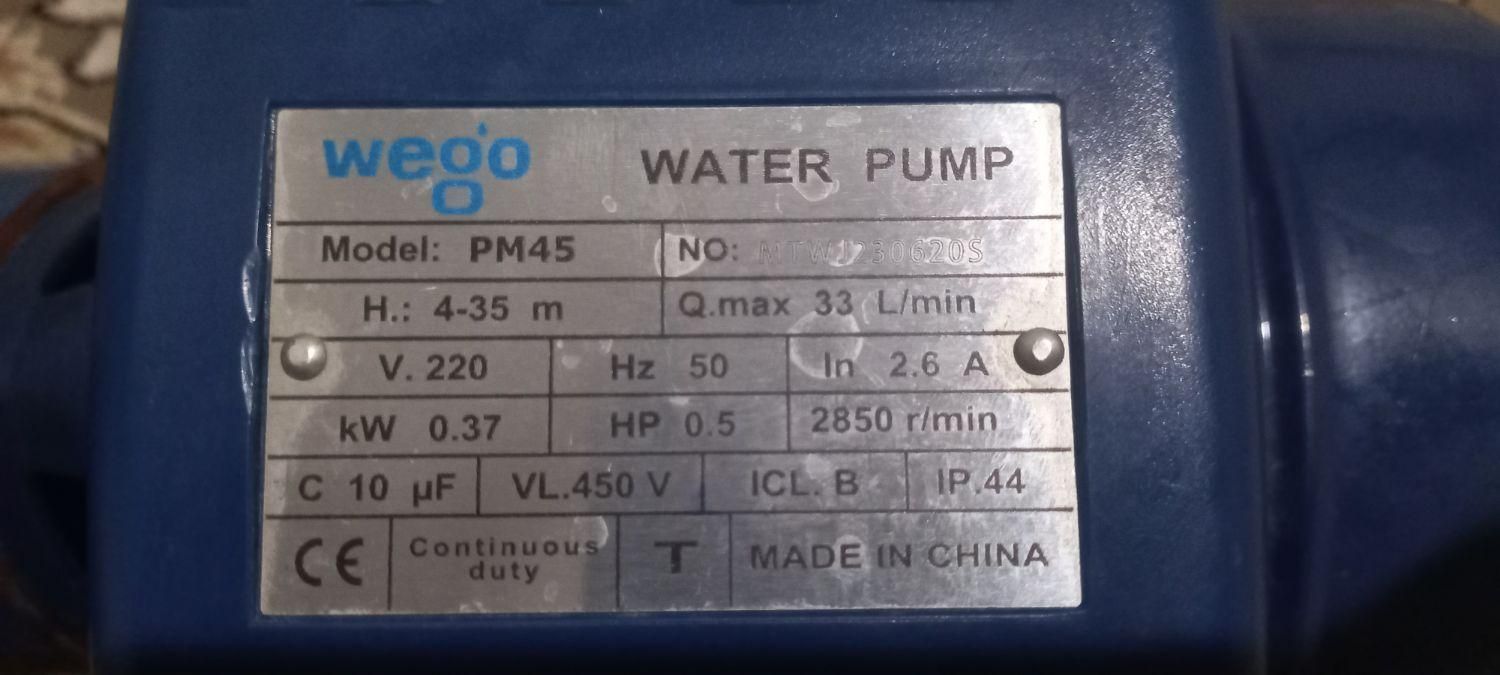 wego WATER PUMP
Model: PM45 NO: MTWJ230620S
H.: 4-35 m Q.max 33 L/min
V. 220 Hz 50 In 2.6 A
kW 0.37 HP 0.5 2850 r/min
C 10 µF VL.450 V ICL. B IP.44
CE Continuous duty T MADE IN CHINA